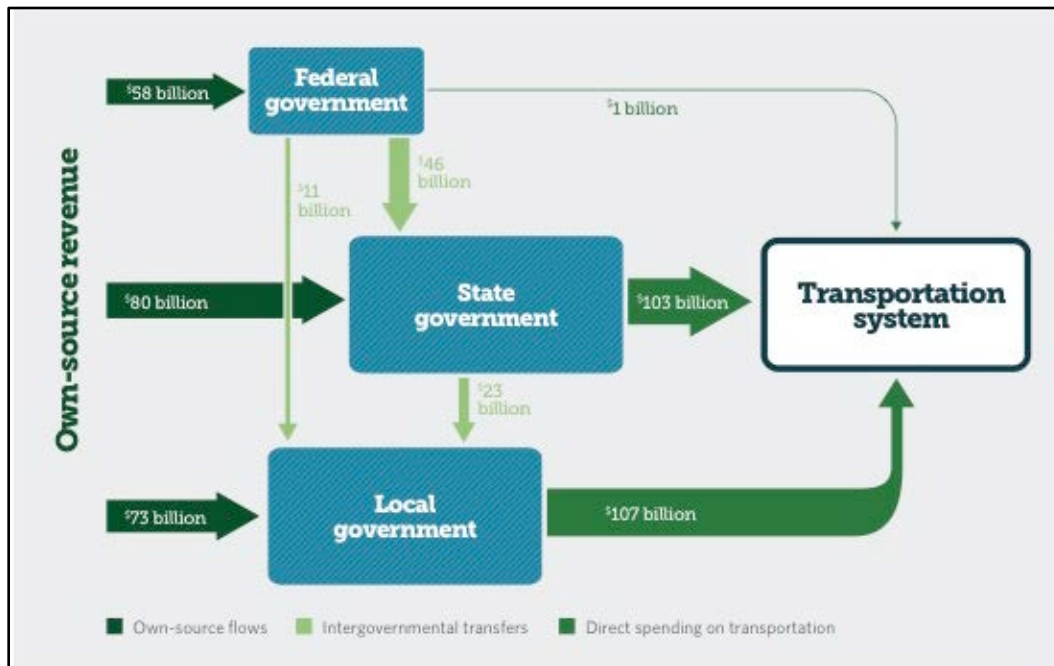 Own-source revenue
$58 billion
Federal
government
$1 billion
$11
billion
$46
billion
$80 billion
State
government
$103 billion
Transportation
system
$23
billion
$73 billion
Local
government
$107 billion
Own-source flows
Intergovernmental transfers
Direct spending on transportation